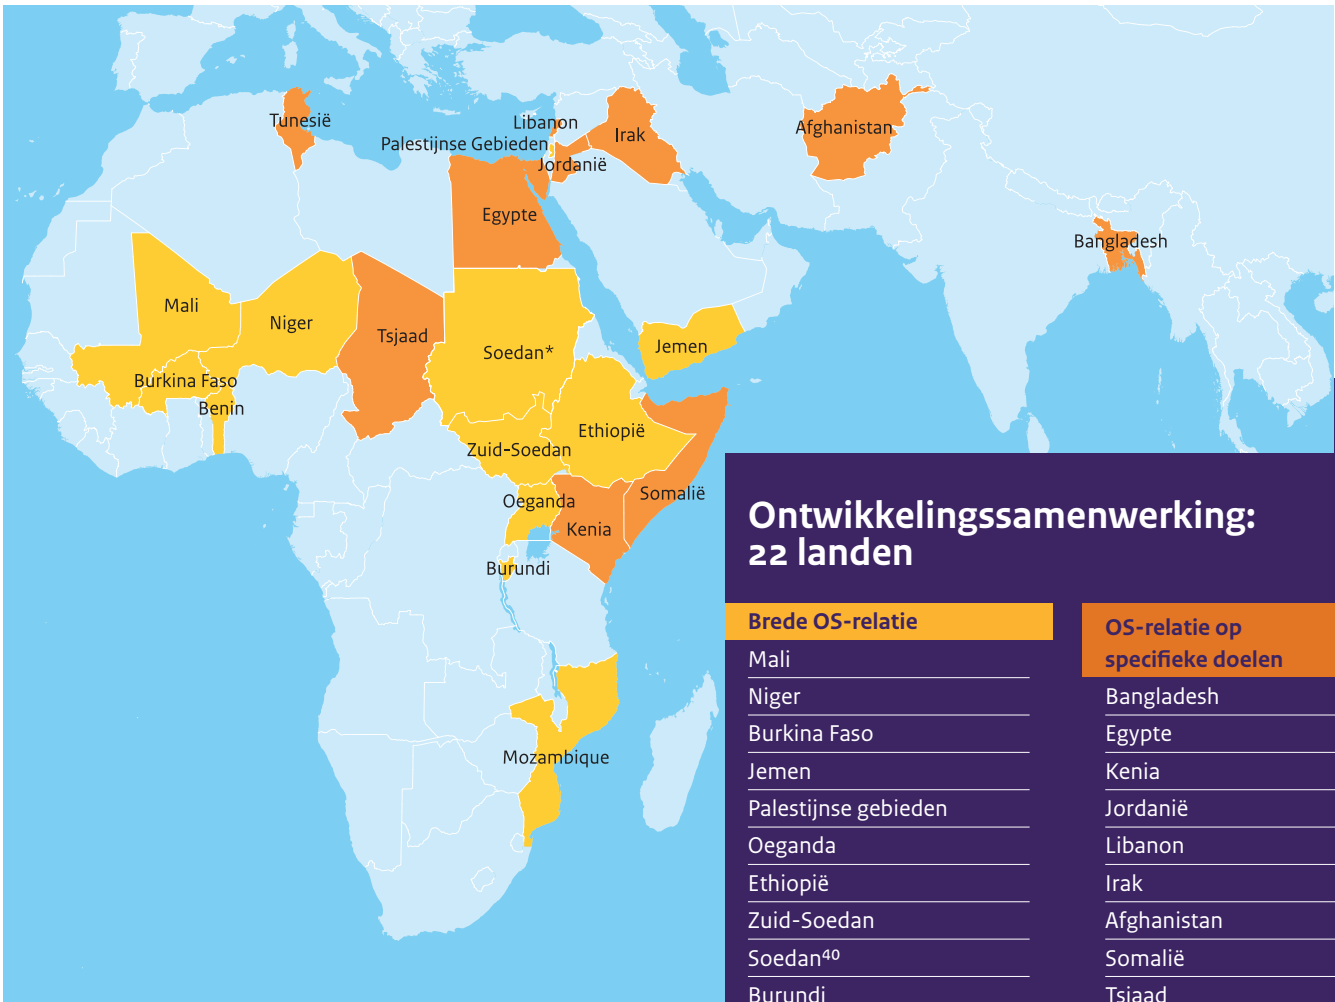 Tunesië
Libanon
Palestijnse Gebieden
Irak
Jordanië
Afghanistan
Egypte
Bangladesh
Mali
Niger
Tsjaad
Soedan*
Jemen
Burkina Faso
Benin
Ethiopië
Zuid-Soedan
Oeganda
Somalië
Kenia
Burundi
Mozambique
Ontwikkelingssamenwerking:
22 landen
Brede OS-relatie
Mali
Niger
Burkina Faso
Jemen
Palestijnse gebieden
Oeganda
Ethiopië
Zuid-Soedan
Soedan⁴⁰
Burundi
OS-relatie op
specifieke doelen
Bangladesh
Egypte
Kenia
Jordanië
Libanon
Irak
Afghanistan
Somalië
Tsjaad